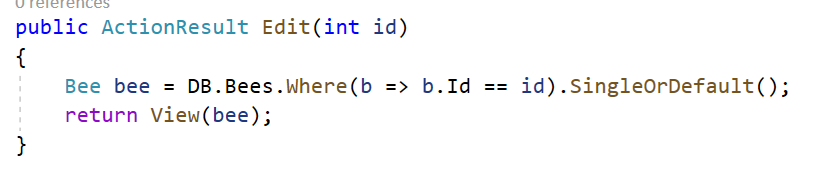 0 references
public ActionResult Edit(int id)
{
Bee bee = DB.Bees.Where(b => b.Id == id).SingleOrDefault();
return View(bee);
}